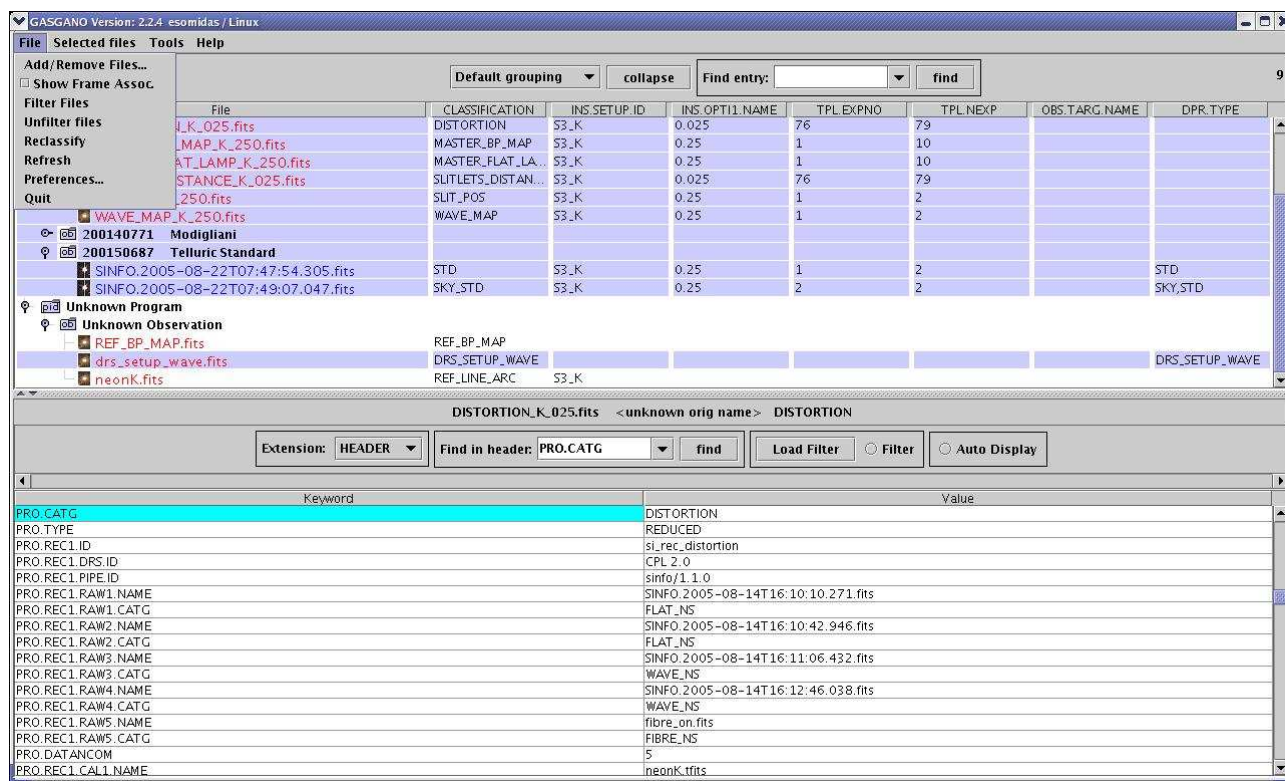 GASGANO Version: 2.2.4 esomidas / Linux
File Selected files Tools Help
Add/Remove Files...
Show Frame Assoc.
Filter Files
Unfilter files
Reclassify
Refresh
Preferences...
Quit
Default grouping collapse Find entry: find 9
File CLASSIFICATION INS.SETUP.ID INS.OPTI1.NAME TPL.EXPNO TPL.NEXP OBS.TARG.NAME DPR.TYPE
_K_025.fits DISTORTION S3_K 0.025 76 79
_MAP_K_250.fits MASTER_BP_MAP S3_K 0.25 1 10
AT_LAMP_K_250.fits MASTER_FLAT_LA... S3_K 0.25 1 10
STANCE_K_025.fits SLITLETS_DISTAN... S3_K 0.025 76 79
_250.fits SLIT_POS S3_K 0.25 1 2
WAVE_MAP_K_250.fits WAVE_MAP S3_K 0.25 1 2
OB 200140771 Modigliani
OB 200150687 Telluric Standard
SINFO.2005-08-22T07:47:54.305.fits STD S3_K 0.25 1 2 STD
SINFO.2005-08-22T07:49:07.047.fits SKY_STD S3_K 0.25 2 2 SKY,STD
pid Unknown Program
OB Unknown Observation
REF_BP_MAP.fits REF_BP_MAP
drs_setup_wave.fits DRS_SETUP_WAVE DRS_SETUP_WAVE
neonK.fits REF_LINE_ARC S3_K
DISTORTION_K_025.fits <unknown orig name> DISTORTION
Extension: HEADER Find in header: PRO.CATG find Load Filter Filter Auto Display
Keyword Value
PRO.CATG DISTORTION
PRO.TYPE REDUCED
PRO.REC1.ID si_rec_distortion
PRO.REC1.DRS.ID CPL 2.0
PRO.REC1.PIPE.ID sinfo/1.1.0
PRO.REC1.RAW1.NAME SINFO.2005-08-14T16:10:10.271.fits
PRO.REC1.RAW1.CATG FLAT_NS
PRO.REC1.RAW2.NAME SINFO.2005-08-14T16:10:42.946.fits
PRO.REC1.RAW2.CATG FLAT_NS
PRO.REC1.RAW3.NAME SINFO.2005-08-14T16:11:06.432.fits
PRO.REC1.RAW3.CATG WAVE_NS
PRO.REC1.RAW4.NAME SINFO.2005-08-14T16:12:46.038.fits
PRO.REC1.RAW4.CATG WAVE_NS
PRO.REC1.RAW5.NAME fibre_on.fits
PRO.REC1.RAW5.CATG FIBRE_NS
PRO.DATANCOM 5
PRO.REC1.CAL1.NAME neonK.tfits